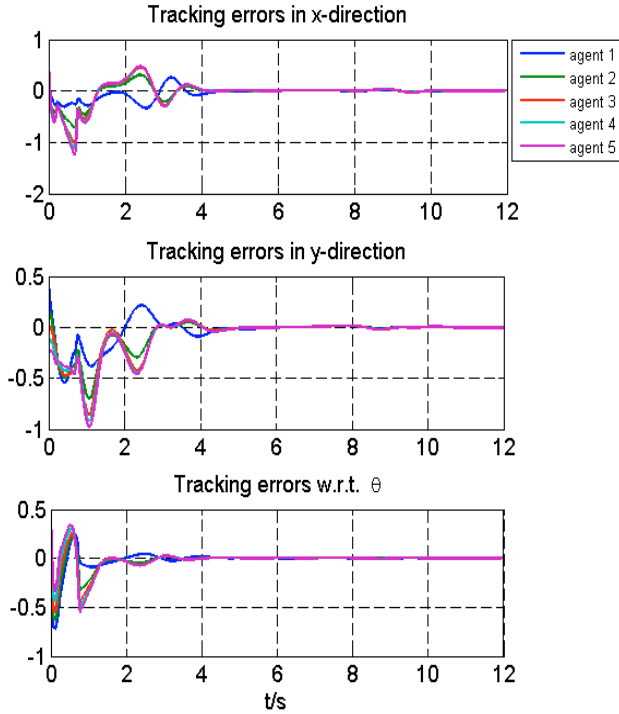 Tracking errors in x-direction
1
0
-1
-2
0 2 4 6 8 10 12
agent 1
agent 2
agent 3
agent 4
agent 5
Tracking errors in y-direction
0.5
0
-0.5
-1
0 2 4 6 8 10 12
Tracking errors w.r.t. θ
0.5
0
-0.5
-1
0 2 4 6 8 10 12
t/s